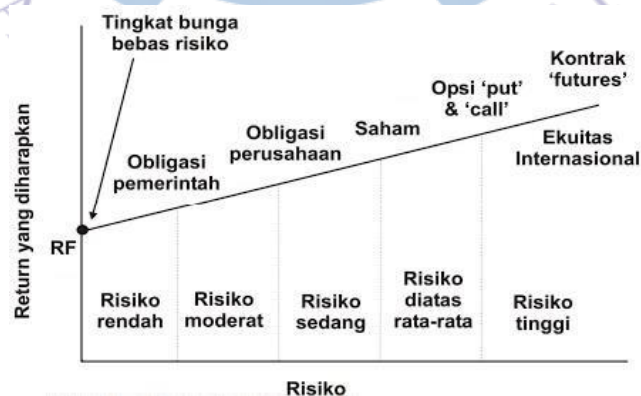 Tingkat bunga
bebas risiko
Kontrak
'futures'
Opsi 'put'
& 'call'
Saham
Obligasi
perusahaan
Obligasi
pemerintah
Ekuitas
Internasional
Return yang diharapkan
RF
Risiko
rendah
Risiko
moderat
Risiko
sedang
Risiko
diatas
rata-rata
Risiko
tinggi
Risiko